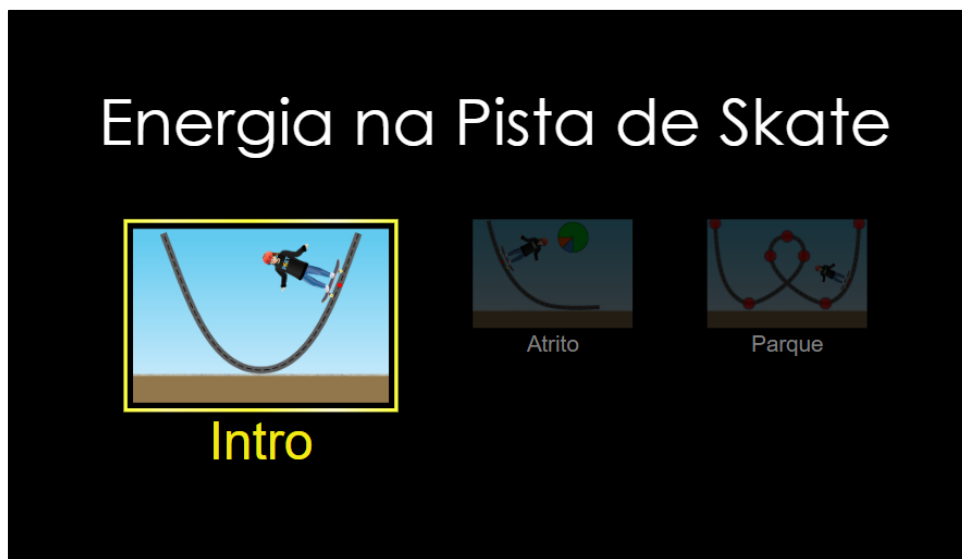 Energia na Pista de Skate
Intro
Atrito
Parque